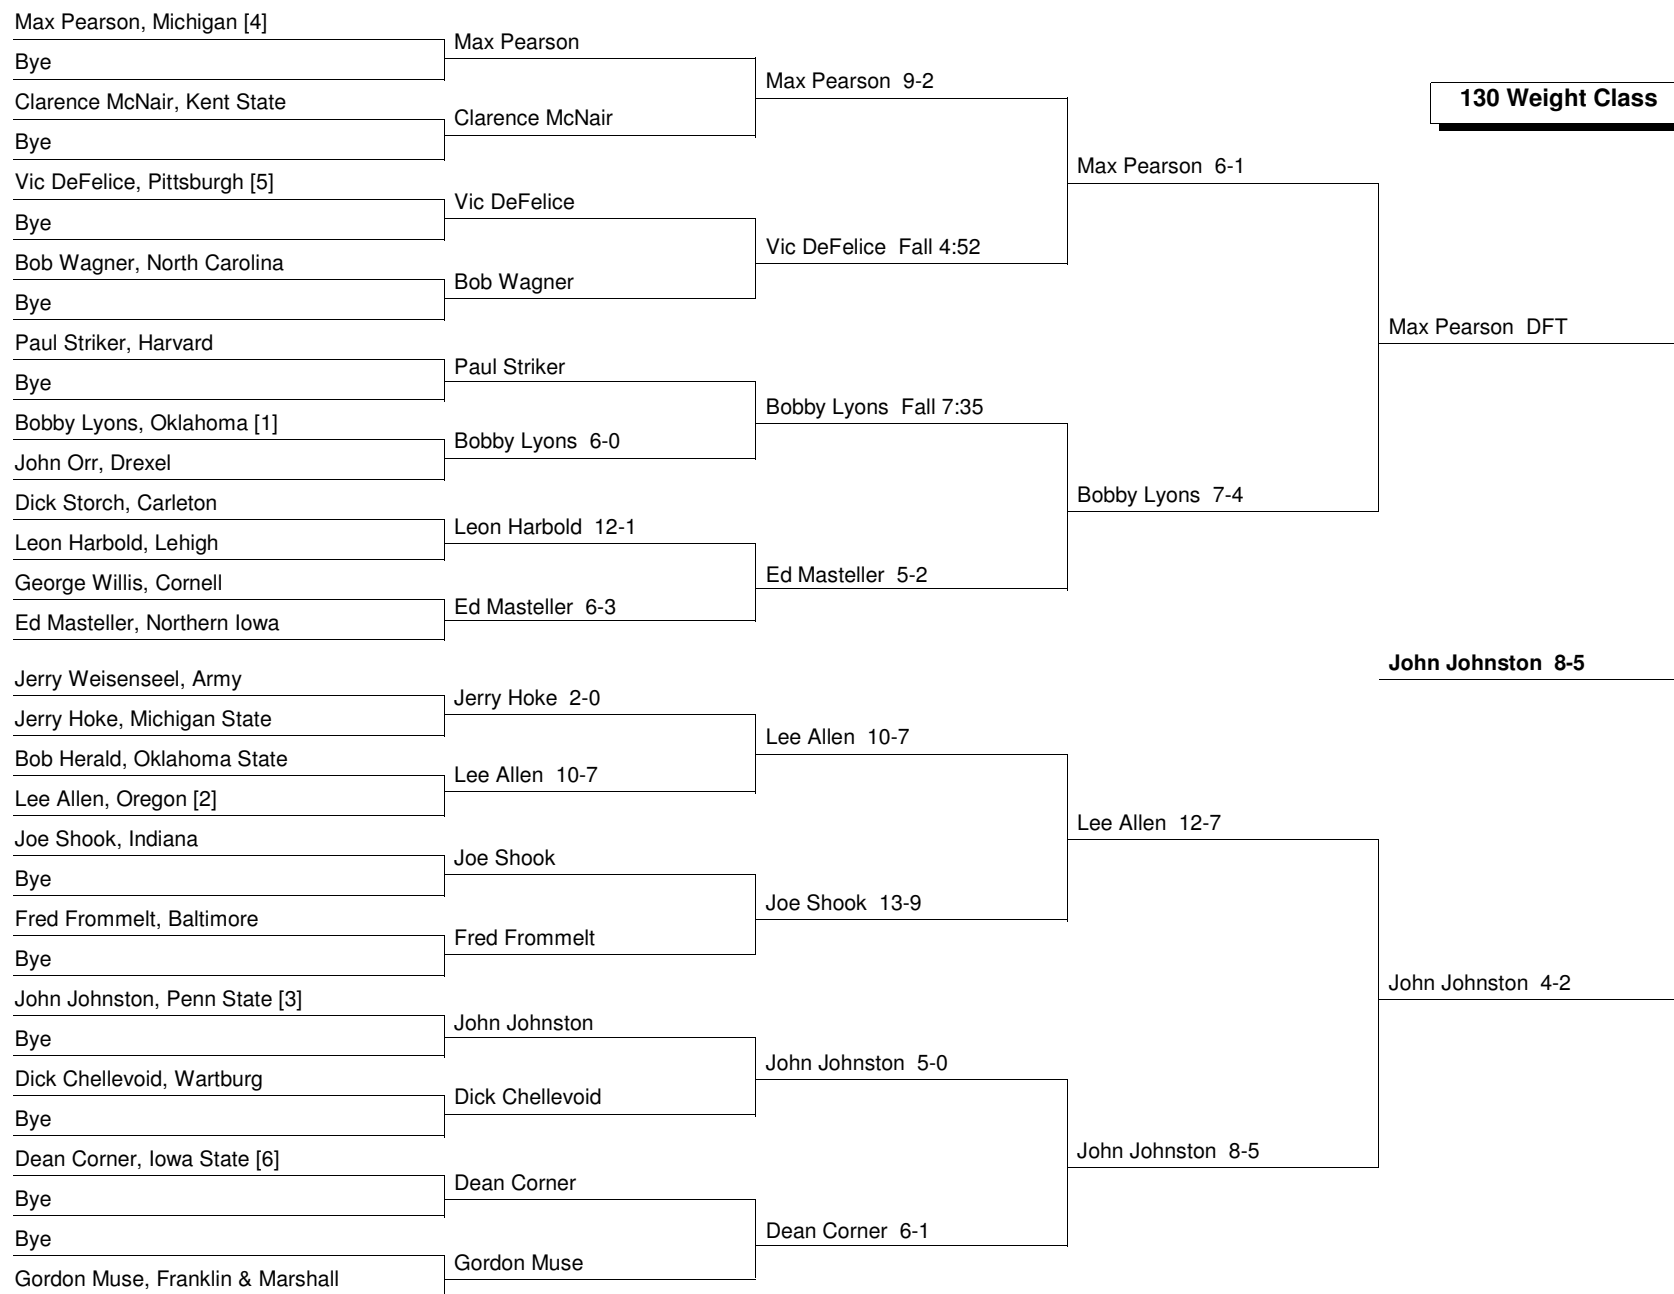 Max Pearson, Michigan [4]
Bye
Clarence McNair, Kent State
Bye
Vic DeFelice, Pittsburgh [5]
Bye
Bob Wagner, North Carolina
Bye
Paul Striker, Harvard
Bye
Bobby Lyons, Oklahoma [1]
John Orr, Drexel
Dick Storch, Carleton
Leon Harbold, Lehigh
George Willis, Cornell
Ed Masteller, Northern Iowa
Jerry Weisenseel, Army
Jerry Hoke, Michigan State
Bob Herald, Oklahoma State
Lee Allen, Oregon [2]
Joe Shook, Indiana
Bye
Fred Frommelt, Baltimore
Bye
John Johnston, Penn State [3]
Bye
Dick Chellevoid, Wartburg
Bye
Dean Corner, Iowa State [6]
Bye
Bye
Gordon Muse, Franklin & Marshall
Max Pearson
Clarence McNair
Vic DeFelice
Bob Wagner
Paul Striker
Bobby Lyons 6-0
Leon Harbold 12-1
Ed Masteller 6-3
Jerry Hoke 2-0
Lee Allen 10-7
Joe Shook
Fred Frommelt
John Johnston
Dick Chellevoid
Dean Corner
Gordon Muse
Max Pearson 9-2
Vic DeFelice Fall 4:52
Bobby Lyons Fall 7:35
Ed Masteller 5-2
Lee Allen 10-7
Joe Shook 13-9
John Johnston 5-0
Dean Corner 6-1
Max Pearson 6-1
Bobby Lyons 7-4
Lee Allen 12-7
John Johnston 8-5
130 Weight Class
Max Pearson DFT
John Johnston 8-5
John Johnston 4-2